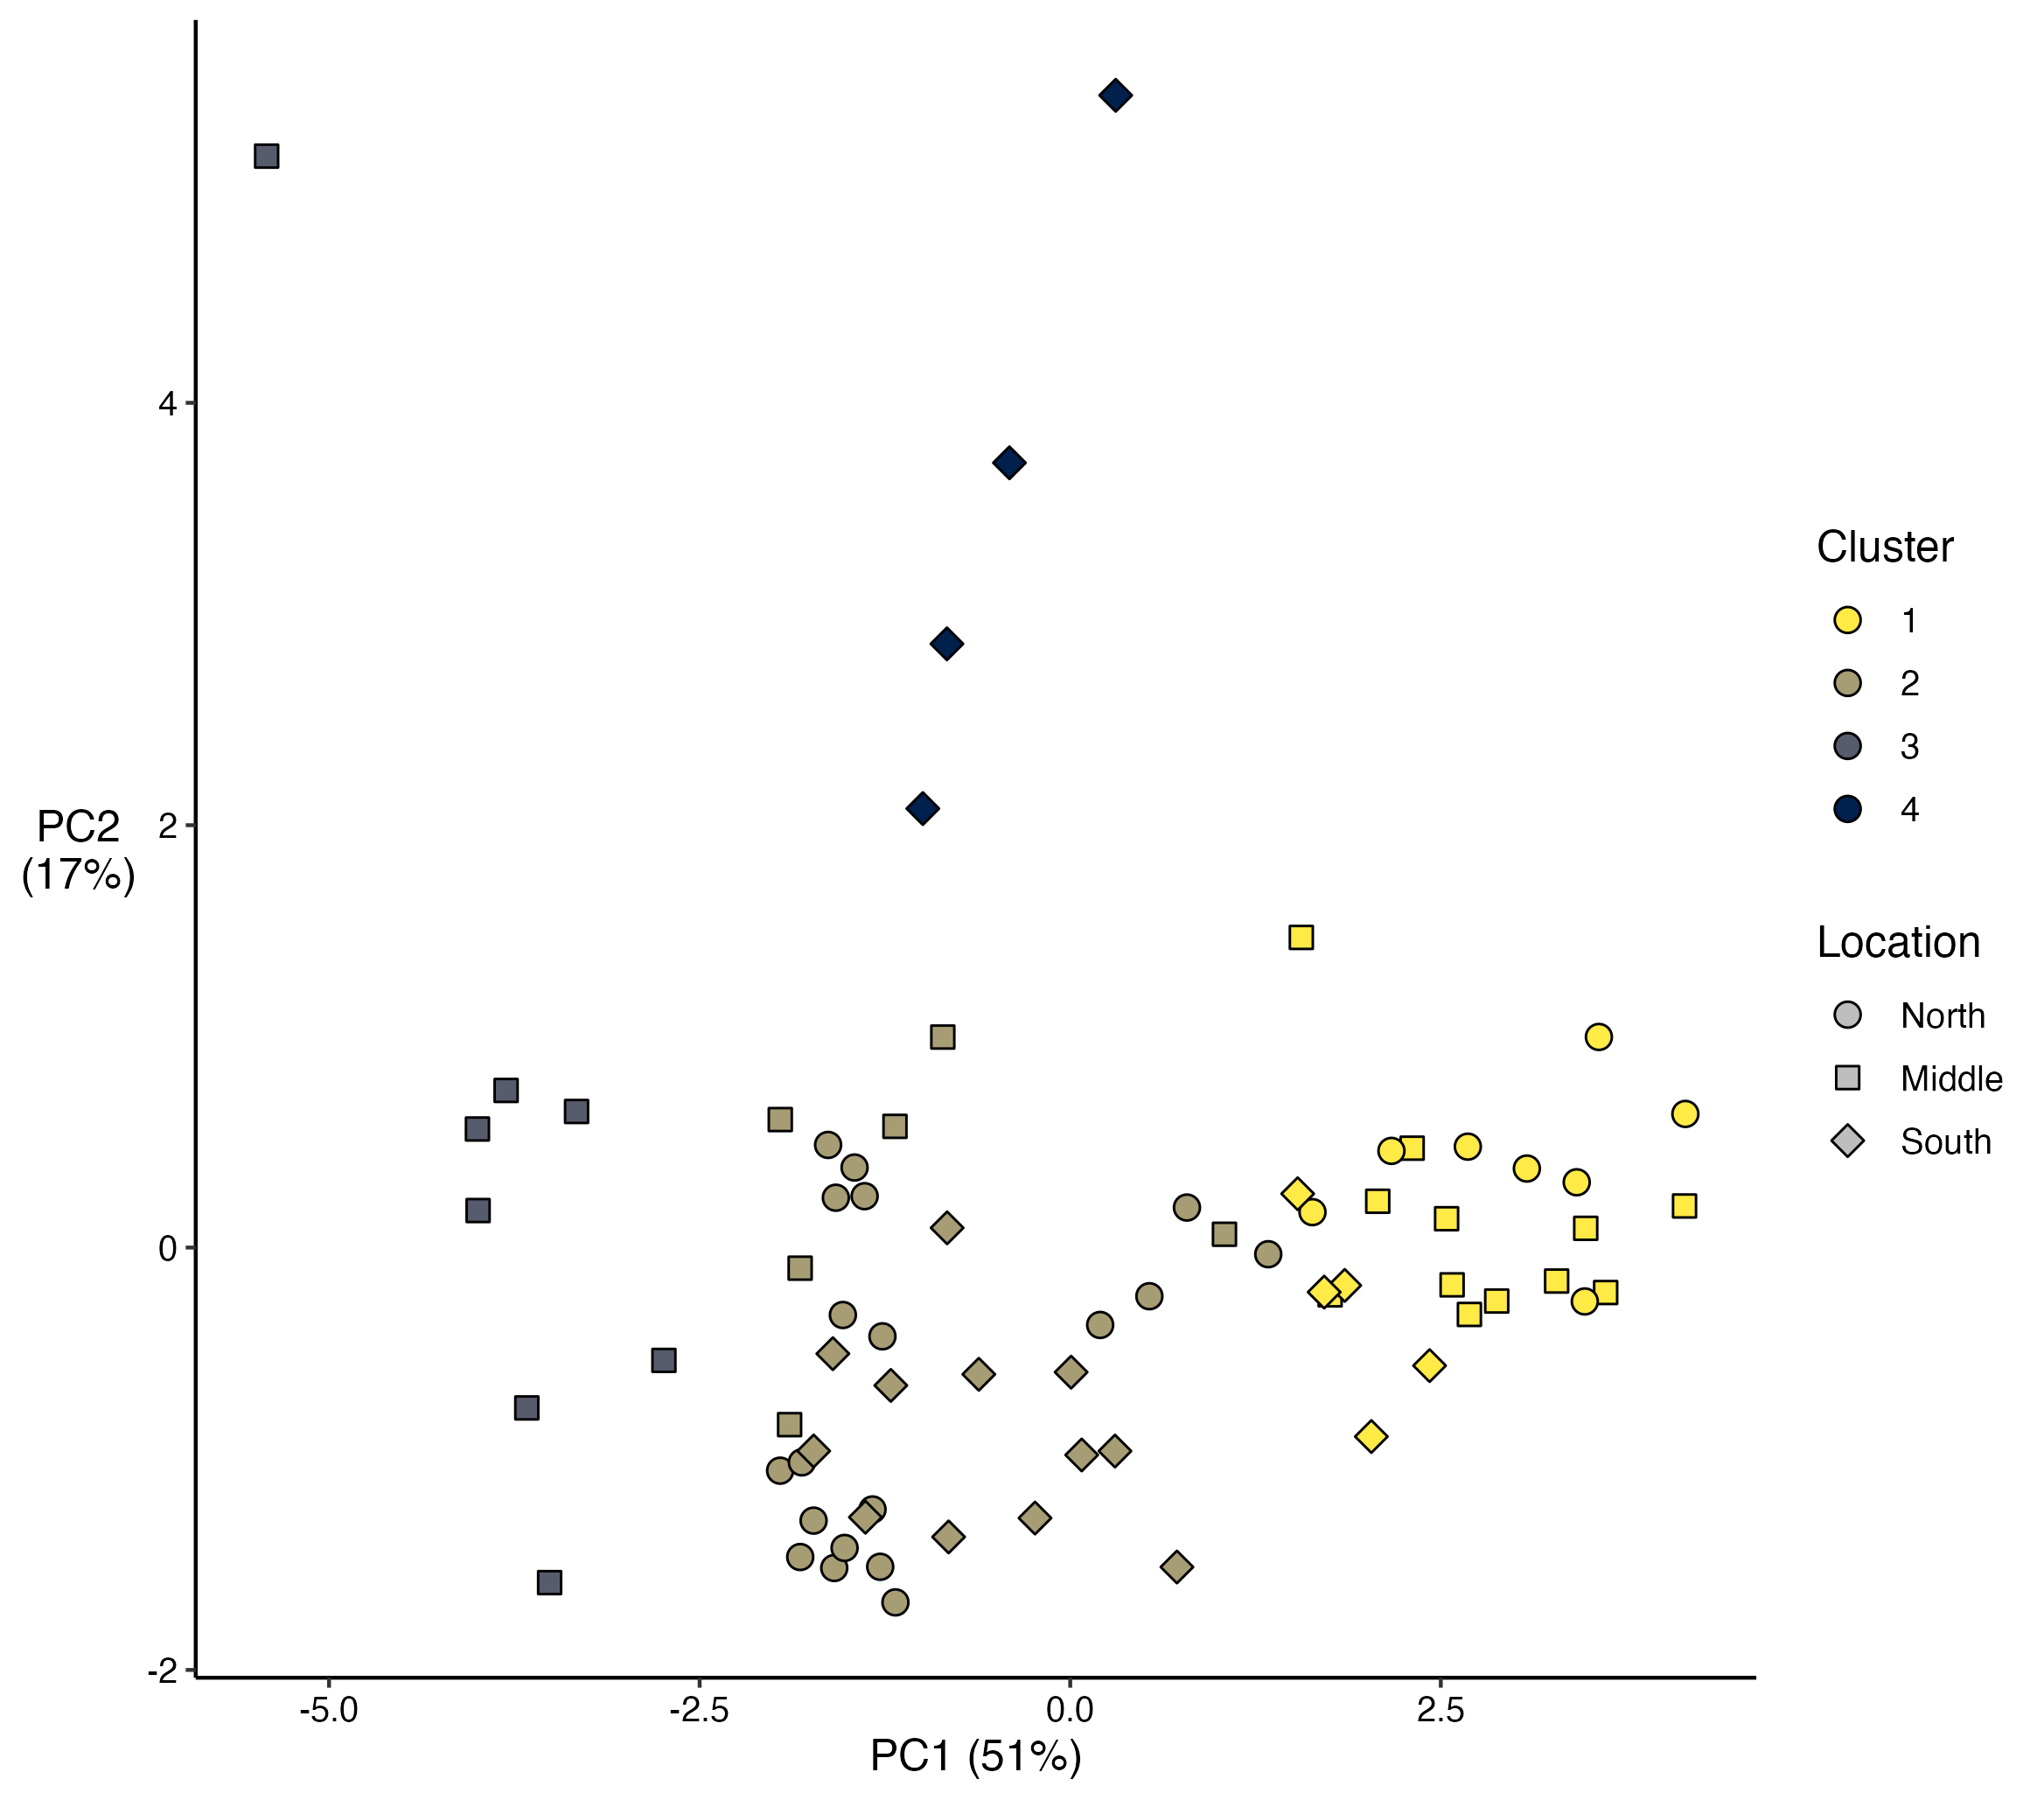 4
2
0
-2
PC2
(17%)
-5.0
-2.5
0.0
2.5
PC1 (51%)
Cluster
1
2
3
4
Location
North
Middle
South